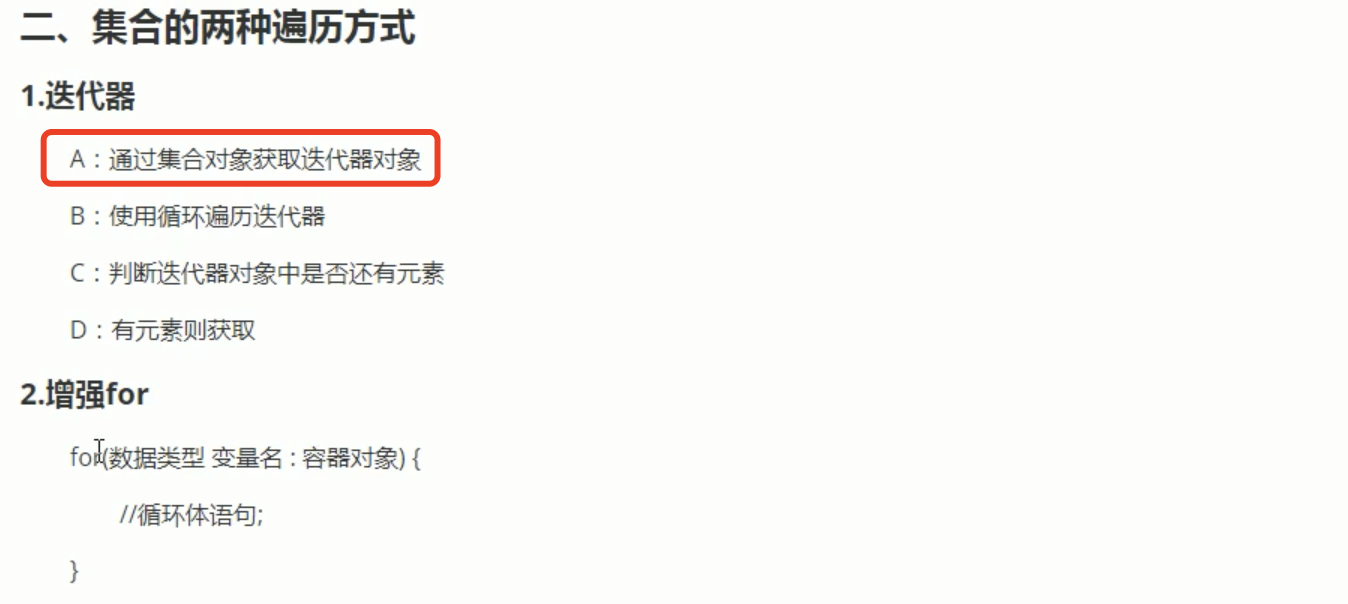 二、集合的两种遍历方式
1.迭代器
A：通过集合对象获取迭代器对象
B：使用循环遍历迭代器
C：判断迭代器对象中是否还有元素
D：有元素则获取
2.增强for
for(数据类型 变量名 : 容器对象) {
//循环体语句;
}